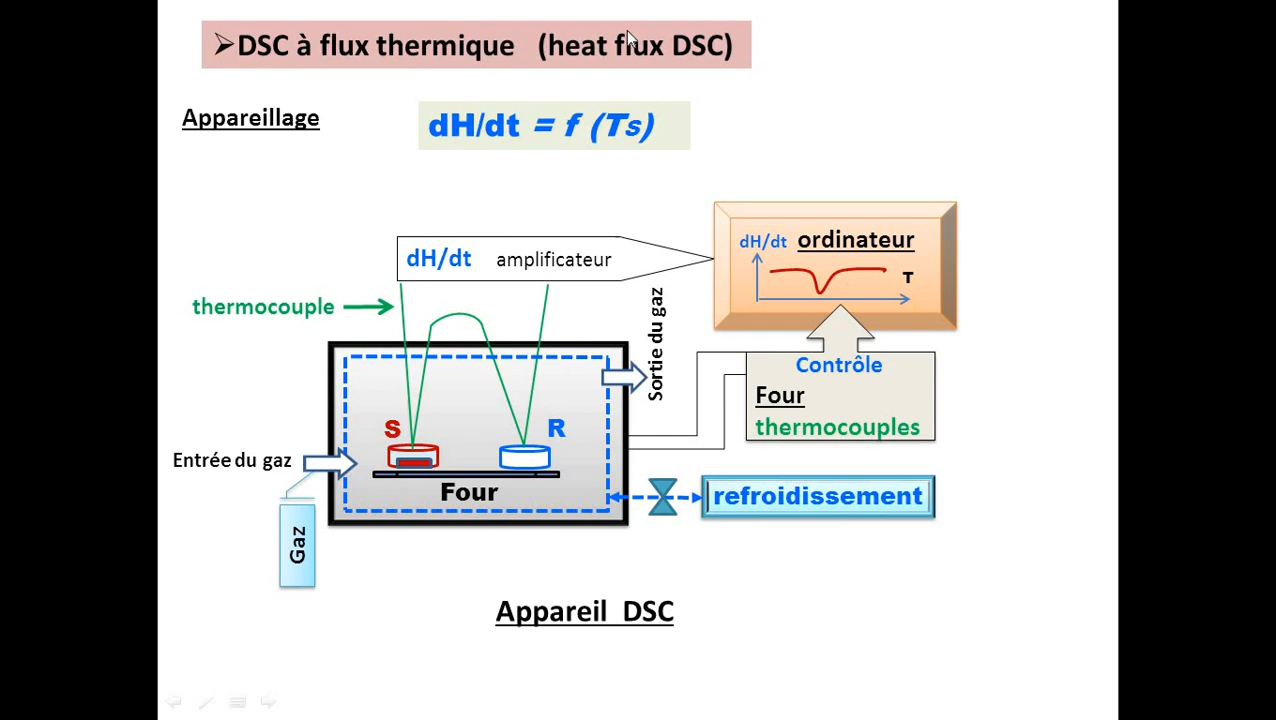 ➢DSC à flux thermique (heat flux DSC)
Appareillage
dH/dt = f (Ts)
dH/dt amplificateur
dH/dt ordinateur
T
thermocouple
Sortie du gaz
Contrôle
Four
thermocouples
S
R
Entrée du gaz
Four
refroidissement
Gaz
Appareil DSC